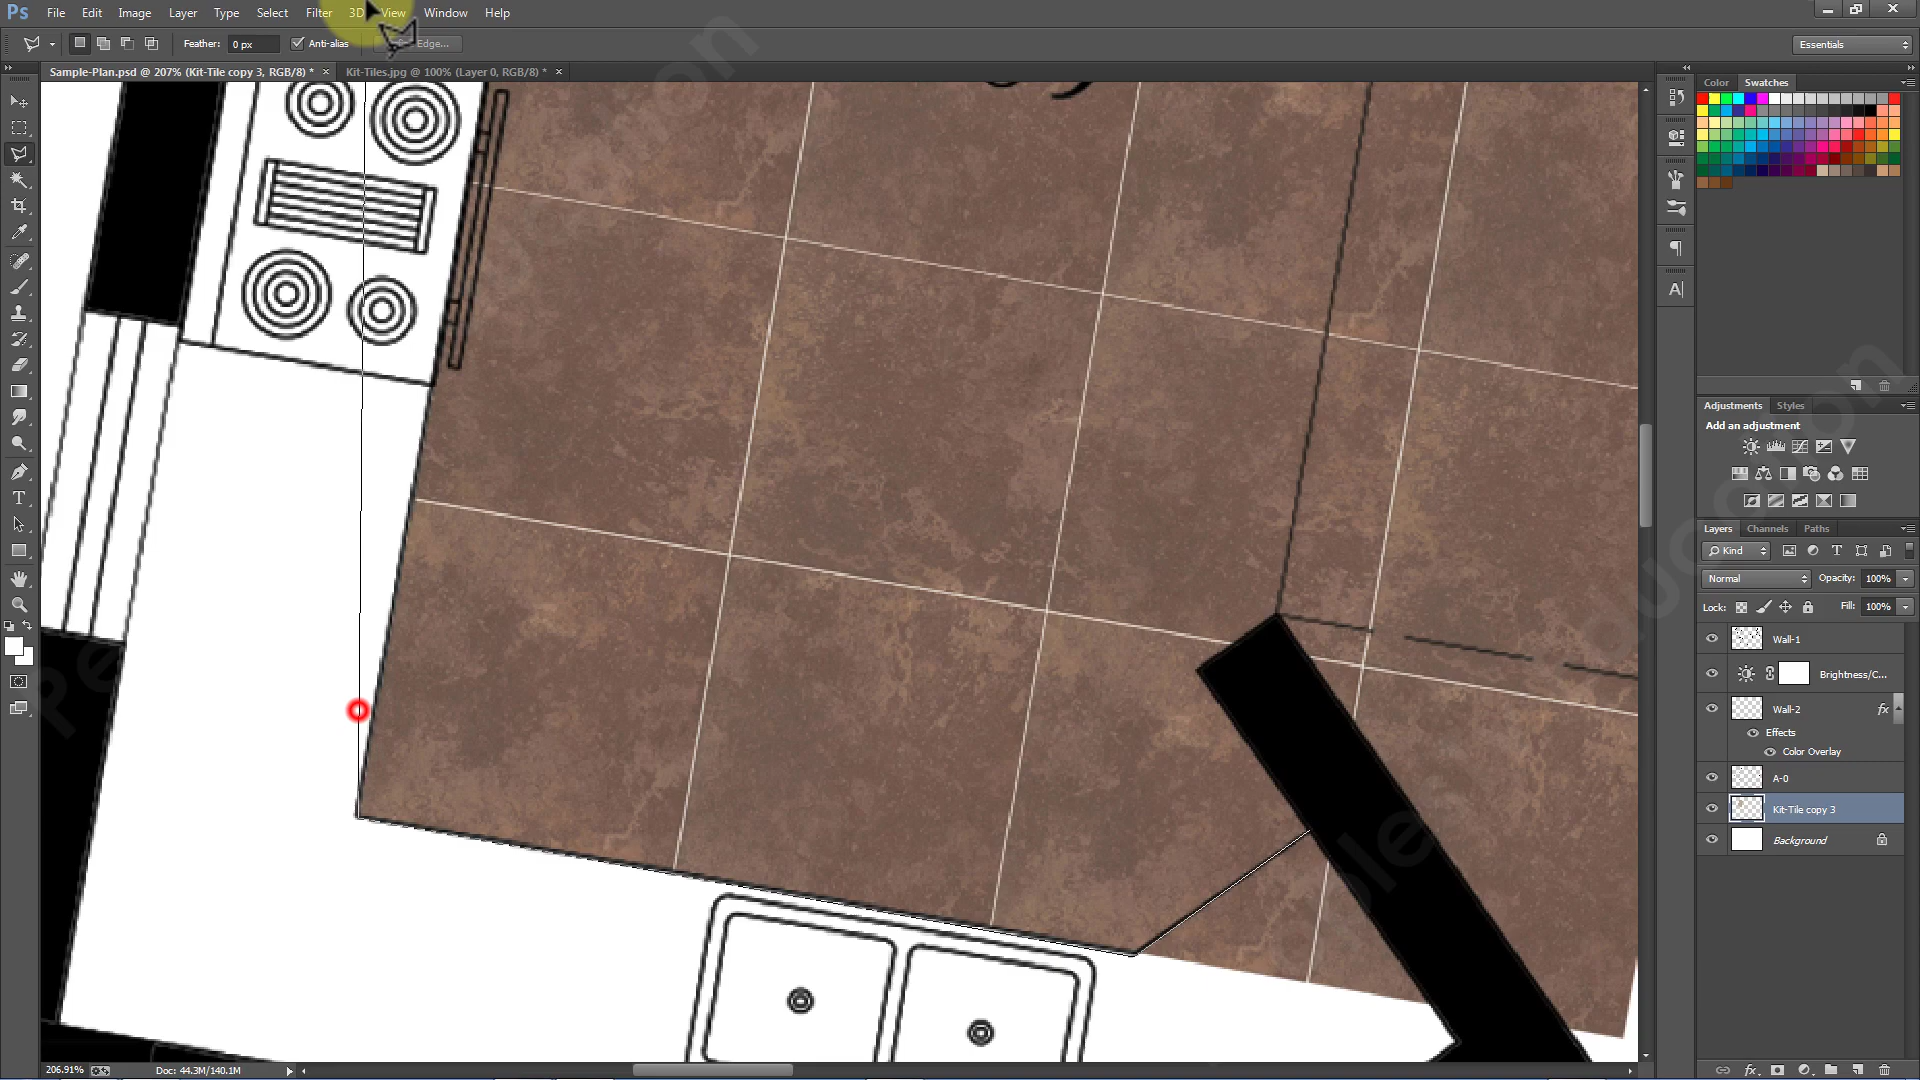 Ps File Edit Image Layer Type Select Filter 3D View Window Help
Feather: 0 px Anti-alias Edge... Essentials
Sample-Plan.psd @ 207% (Kit-Tile copy 3, RGB/8) * × Kit-Tiles.jpg @ 100% (Layer 0, RGB/8) * ×
Color Swatches
Adjustments Styles
Add an adjustment
Layers Channels Paths
Kind
Normal Opacity: 100%
Lock: Fill: 100%
Wall-1
Brightness/C...
Wall-2 fx
Effects
Color Overlay
A-0
Kit-Tile copy 3
Background
206.91% Doc: 44.3M/140.1M